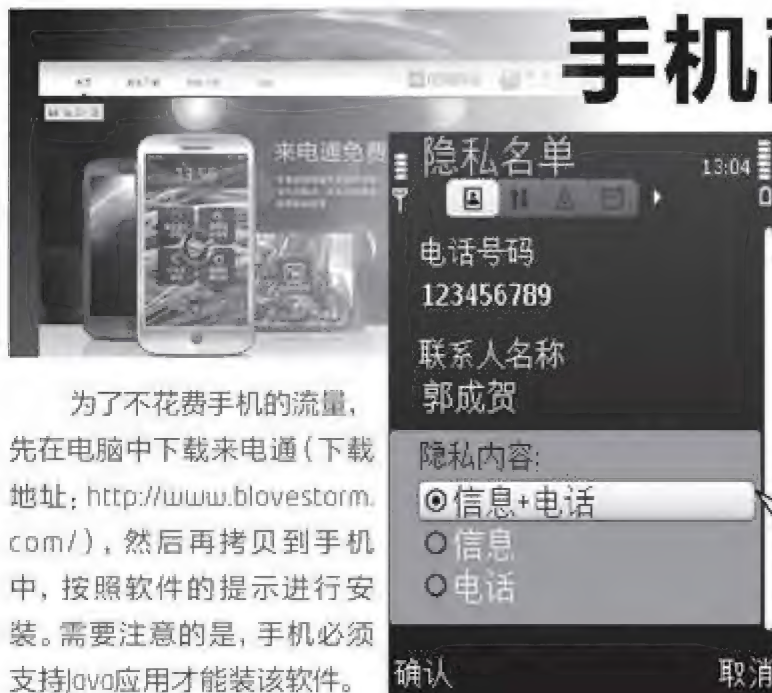 手机
来电通免费
隐私名单
13:04
电话号码
123456789
联系人名称
郭成贺
隐私内容:
信息+电话
信息
电话
确认
取消
为了不花费手机的流量，
先在电脑中下载来电通（下载
地址：http://www.blovestorm.
com/），然后再拷贝到手机
中，按照软件的提示进行安
装。需要注意的是，手机必须
支持Java应用才能装该软件。